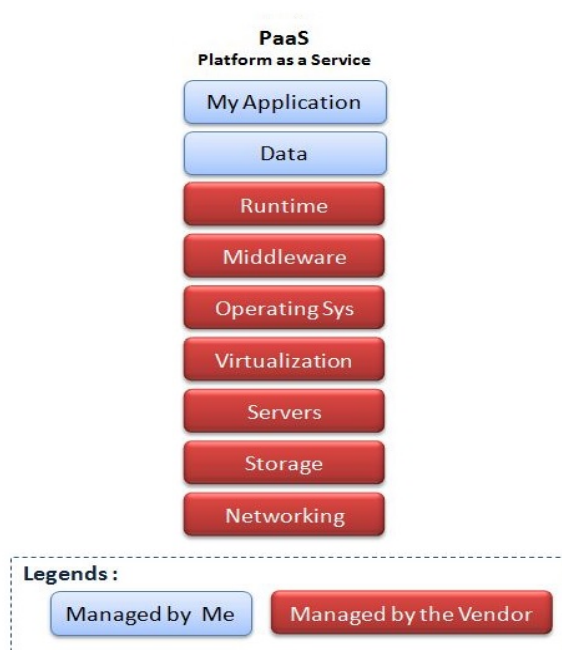 PaaS
Platform as a Service
My Application
Data
Runtime
Middleware
Operating Sys
Virtualization
Servers
Storage
Networking
Legends :
Managed by Me
Managed by the Vendor